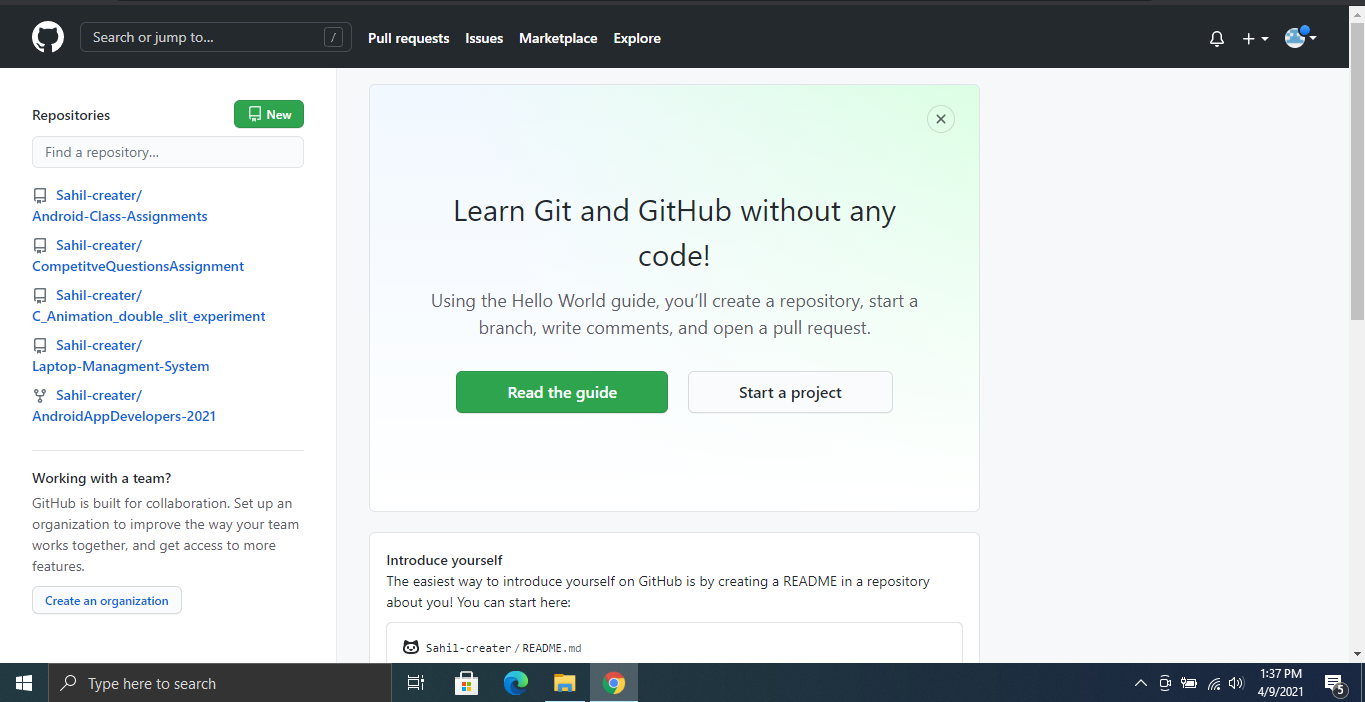 Search or jump to...
/
Pull requests
Issues
Marketplace
Explore
Repositories
New
Find a repository...
Sahil-creater/
Android-Class-Assignments
Sahil-creater/
CompetitveQuestionsAssignment
Sahil-creater/
C_Animation_double_slit_experiment
Sahil-creater/
Laptop-Managment-System
Sahil-creater/
AndroidAppDevelopers-2021
Working with a team?
GitHub is built for collaboration. Set up an
organization to improve the way your team
works together, and get access to more
features.
Create an organization
Learn Git and GitHub without any
code!
Using the Hello World guide, you’ll create a repository, start a
branch, write comments, and open a pull request.
Read the guide
Start a project
Introduce yourself
The easiest way to introduce yourself on GitHub is by creating a README in a repository
about you! You can start here:
Sahil-creater / README.md
Type here to search
1:37 PM
4/9/2021
5